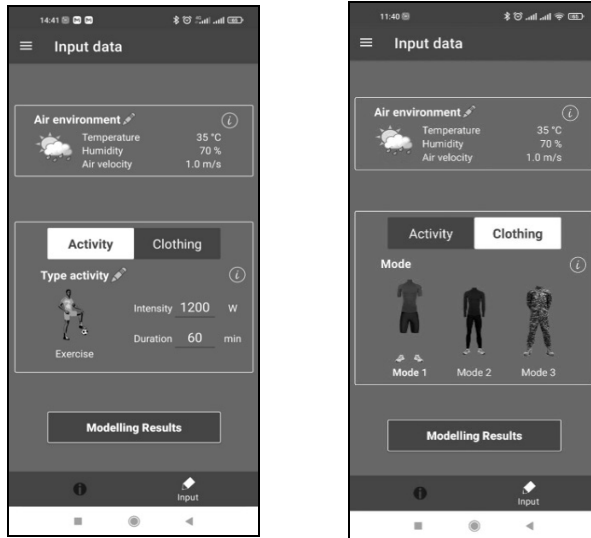 14:41
Input data
Air environment
Temperature 35 °C
Humidity 70 %
Air velocity 1.0 m/s
Activity Clothing
Type activity
Intensity 1200 W
Duration 60 min
Exercise
Modelling Results
Input
11:40
Input data
Air environment
Temperature 35 °C
Humidity 70 %
Air velocity 1.0 m/s
Activity Clothing
Mode
Mode 1 Mode 2 Mode 3
Modelling Results
Input